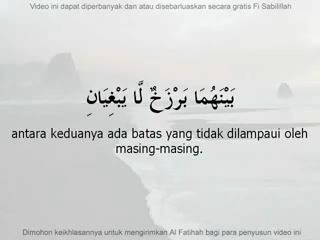 Video ini dapat diperbanyak dan atau disebarluaskan secara gratis Fi Sabilillah
بَيْنَهُمَا بَرْزَخٌ لَّا يَبْغِيَانِ
antara keduanya ada batas yang tidak dilampaui oleh
masing-masing.
Dimohon keikhlasannya untuk mengirimkan Al Fatihah bagi para penyusun video ini